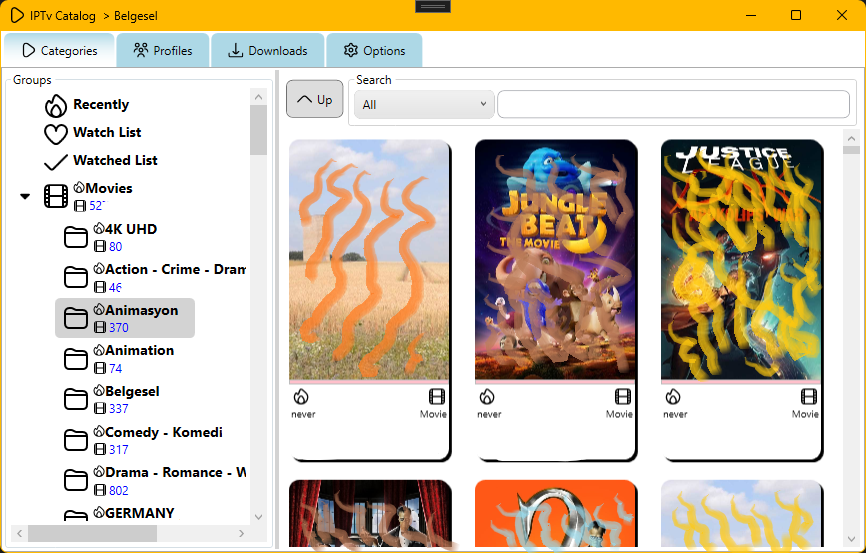 IPTv Catalog > Belgesel
Categories
Profiles
Downloads
Options
Groups
Recently
Watch List
Watched List
Movies
4K UHD
80
Action - Crime - Dram
46
Animasyon
370
Animation
74
Belgesel
337
Comedy - Komedi
317
Drama - Romance - W
802
GERMANY
Up
Search
All
JUNGLE
BEAT
THE MOVIE
JUSTICE
LEAGUE
never
Movie
never
Movie
never
Movie